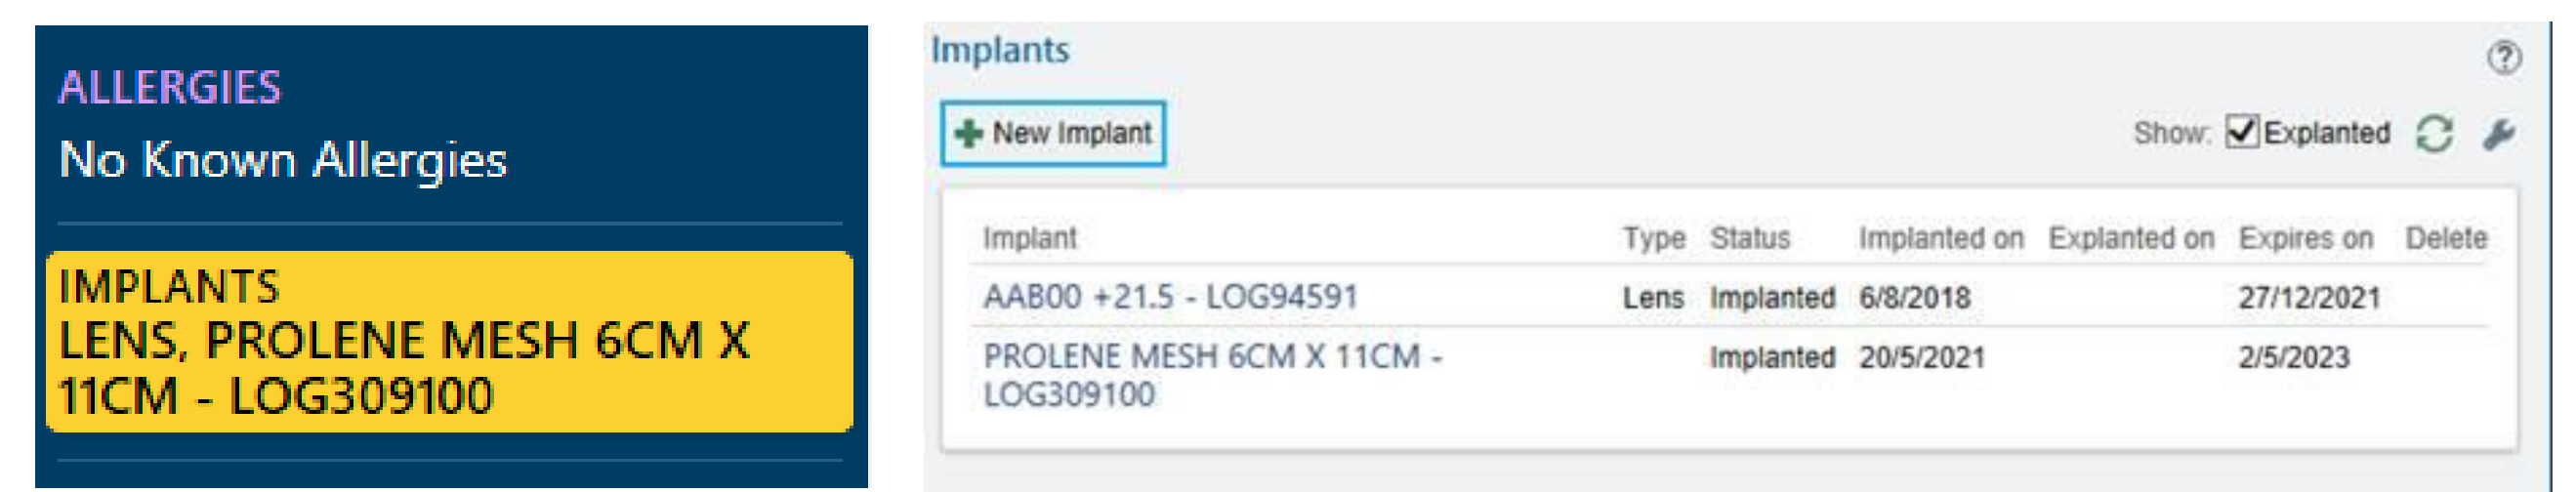 ALLERGIES
No Known Allergies
IMPLANTS
LENS, PROLENE MESH 6CM X
11CM - LOG309100
Implants
New Implant
Show: Explanted
Implant Type Status Implanted on Explanted on Expires on Delete
AAB00 +21.5 - LOG94591 Lens Implanted 6/8/2018 27/12/2021
PROLENE MESH 6CM X 11CM - Implanted 20/5/2021 2/5/2023
LOG309100